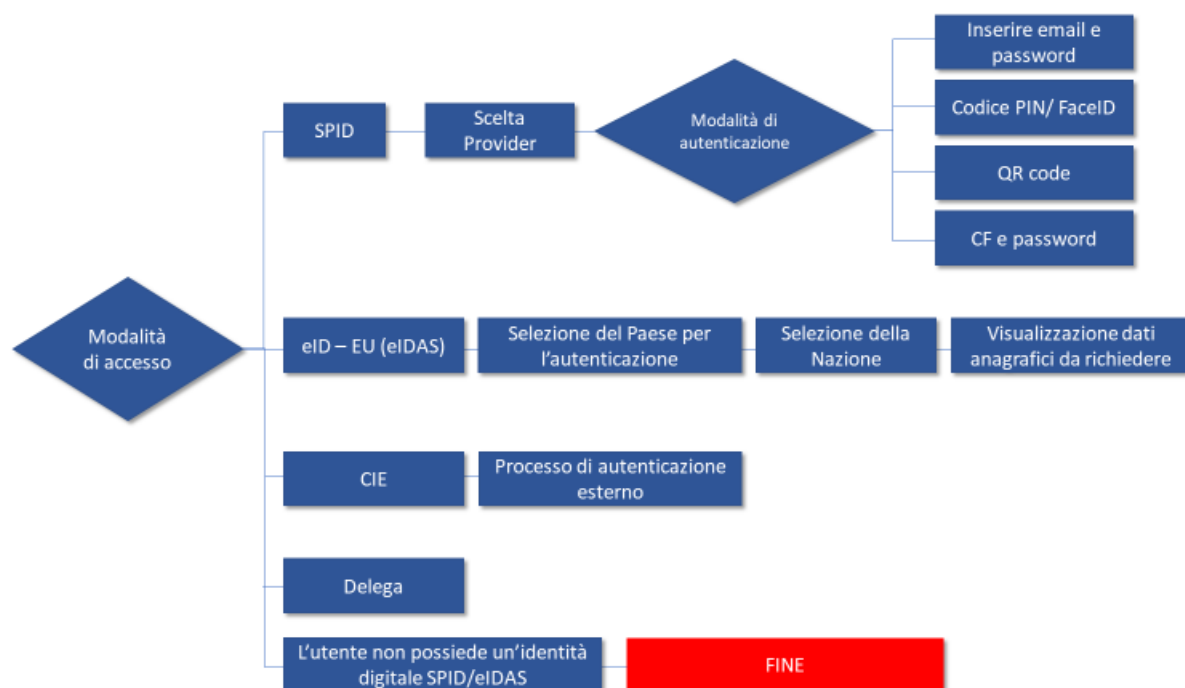 Inserire email e
password
SPID
Scelta
Provider
Modalità di
autenticazione
Codice PIN/ FaceID
QR code
CF e password
Modalità
di accesso
eID – EU (eIDAS)
Selezione del Paese per
l'autenticazione
Selezione della
Nazione
Visualizzazione dati
anagrafici da richiedere
CIE
Processo di autenticazione
esterno
Delega
L'utente non possiede un'identità
digitale SPID/eIDAS
FINE